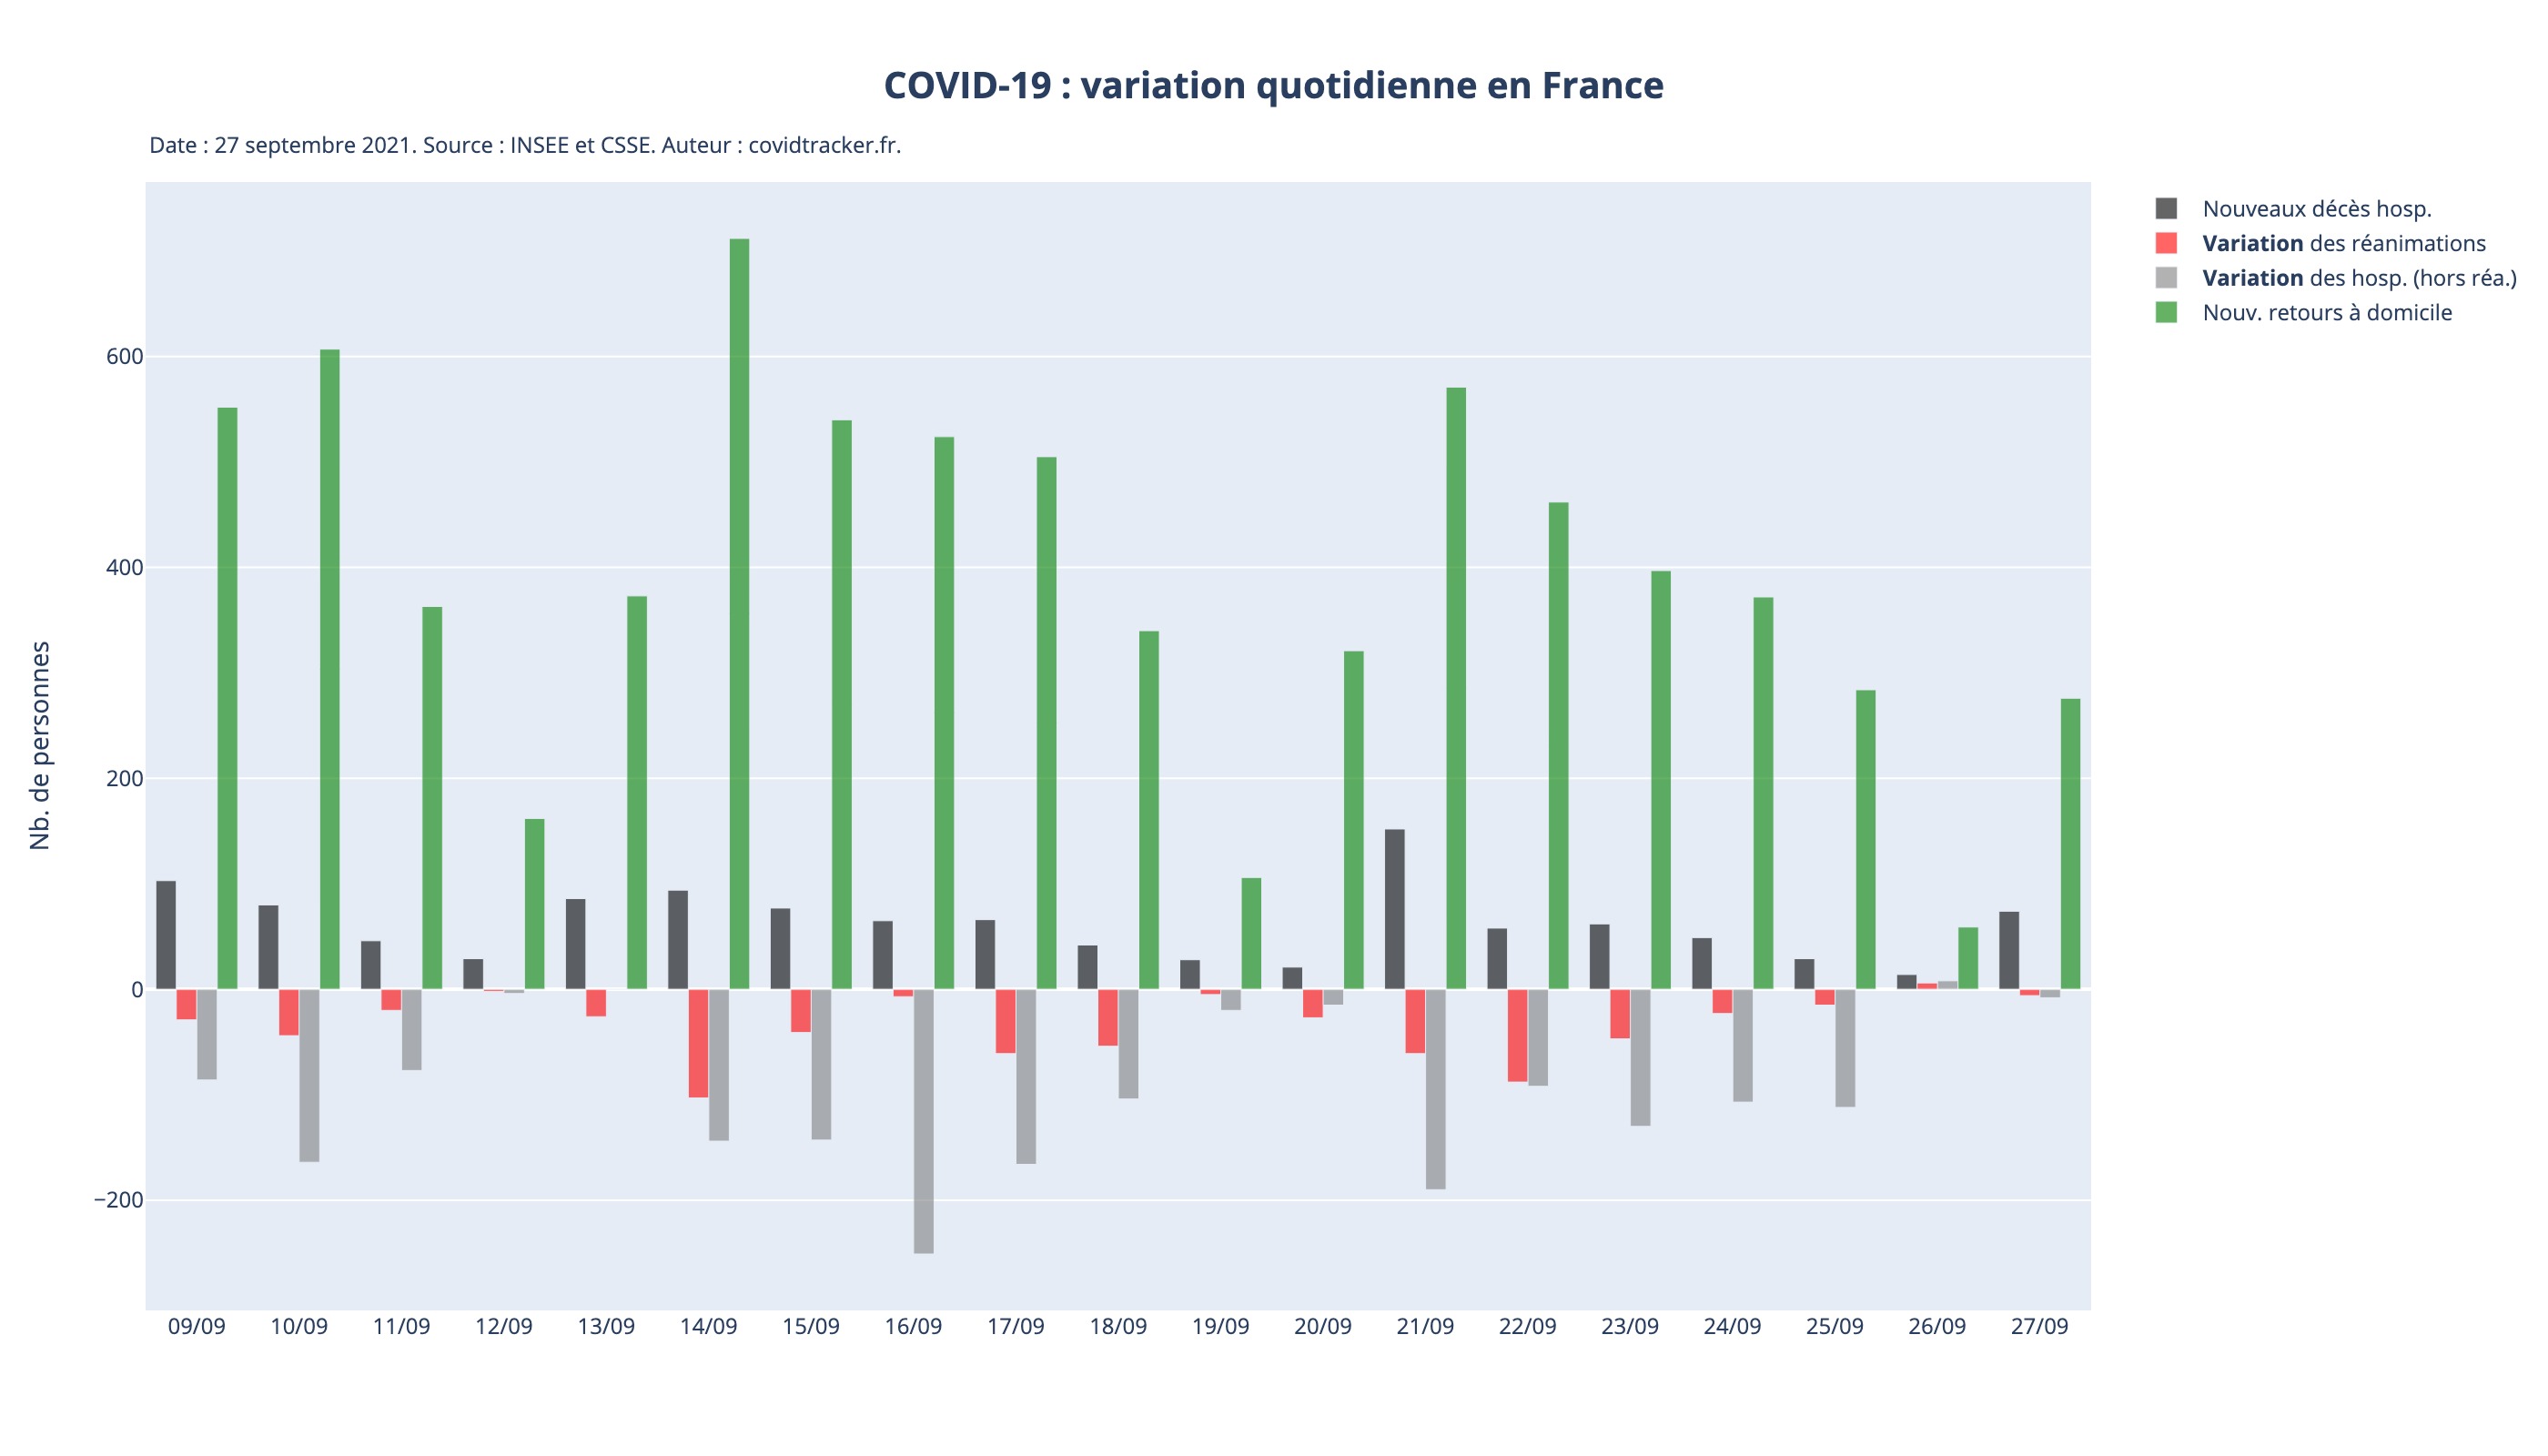 COVID-19 : variation quotidienne en France
Date : 27 septembre 2021. Source : INSEE et CSSE. Auteur : covidtracker.fr.
Nouveaux décès hosp.
Variation des réanimations
Variation des hosp. (hors réa.)
Nouv. retours à domicile
Nb. de personnes
600
400
200
0
−200
09/09 10/09 11/09 12/09 13/09 14/09 15/09 16/09 17/09 18/09 19/09 20/09 21/09 22/09 23/09 24/09 25/09 26/09 27/09